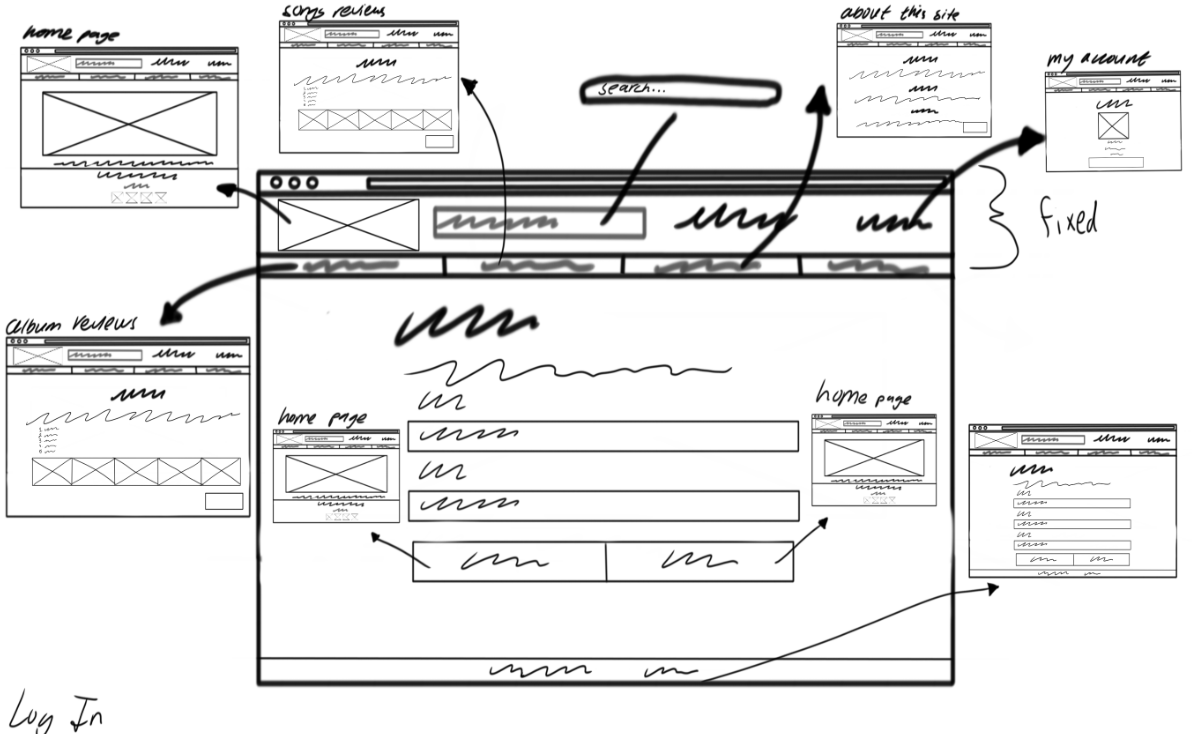 songs reviews
about this site
home page
my account
search...
fixed
album reviews
home page
home page
Log In